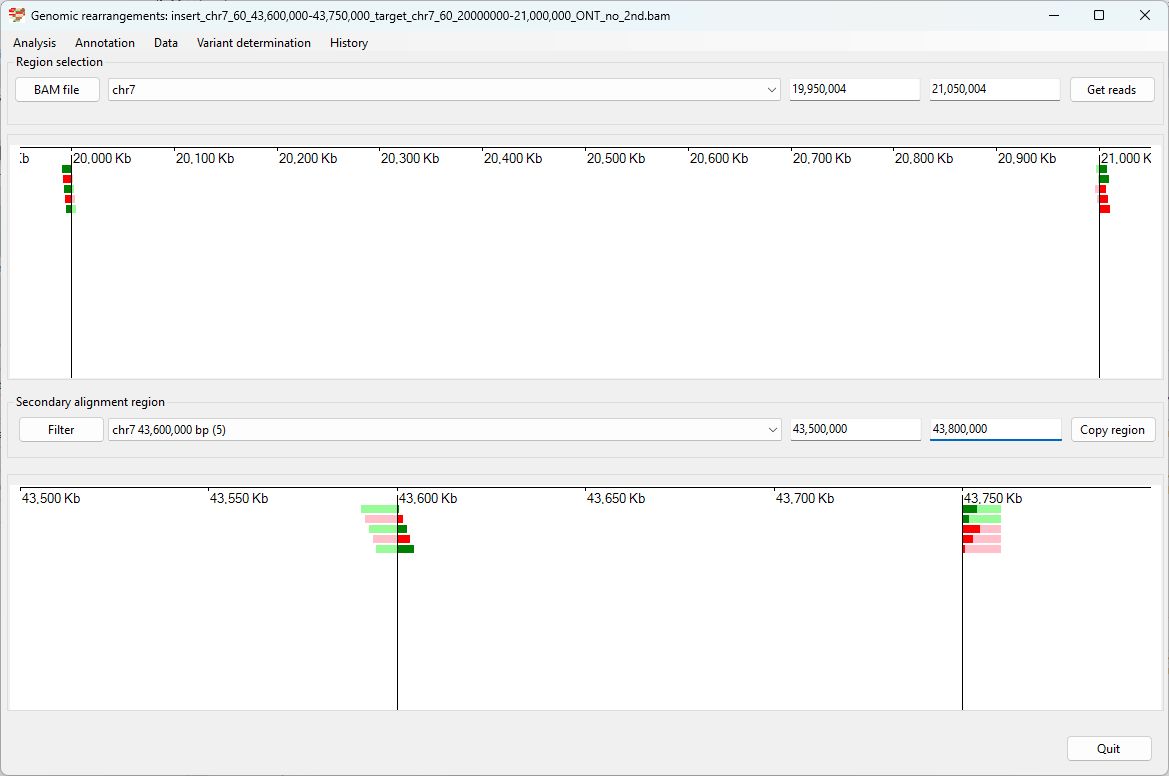 Genomic rearrangements: insert_chr7_60_43,600,000-43,750,000_target_chr7_60_20000000-21,000,000_ONT_no_2nd.bam
Analysis Annotation Data Variant determination History
Region selection
BAM file chr7 19,950,004 21,050,004 Get reads
Kb 20,000 Kb 20,100 Kb 20,200 Kb 20,300 Kb 20,400 Kb 20,500 Kb 20,600 Kb 20,700 Kb 20,800 Kb 20,900 Kb 21,000 K
Secondary alignment region
Filter chr7 43,600,000 bp (5) 43,500,000 43,800,000 Copy region
43,500 Kb 43,550 Kb 43,600 Kb 43,650 Kb 43,700 Kb 43,750 Kb
Quit